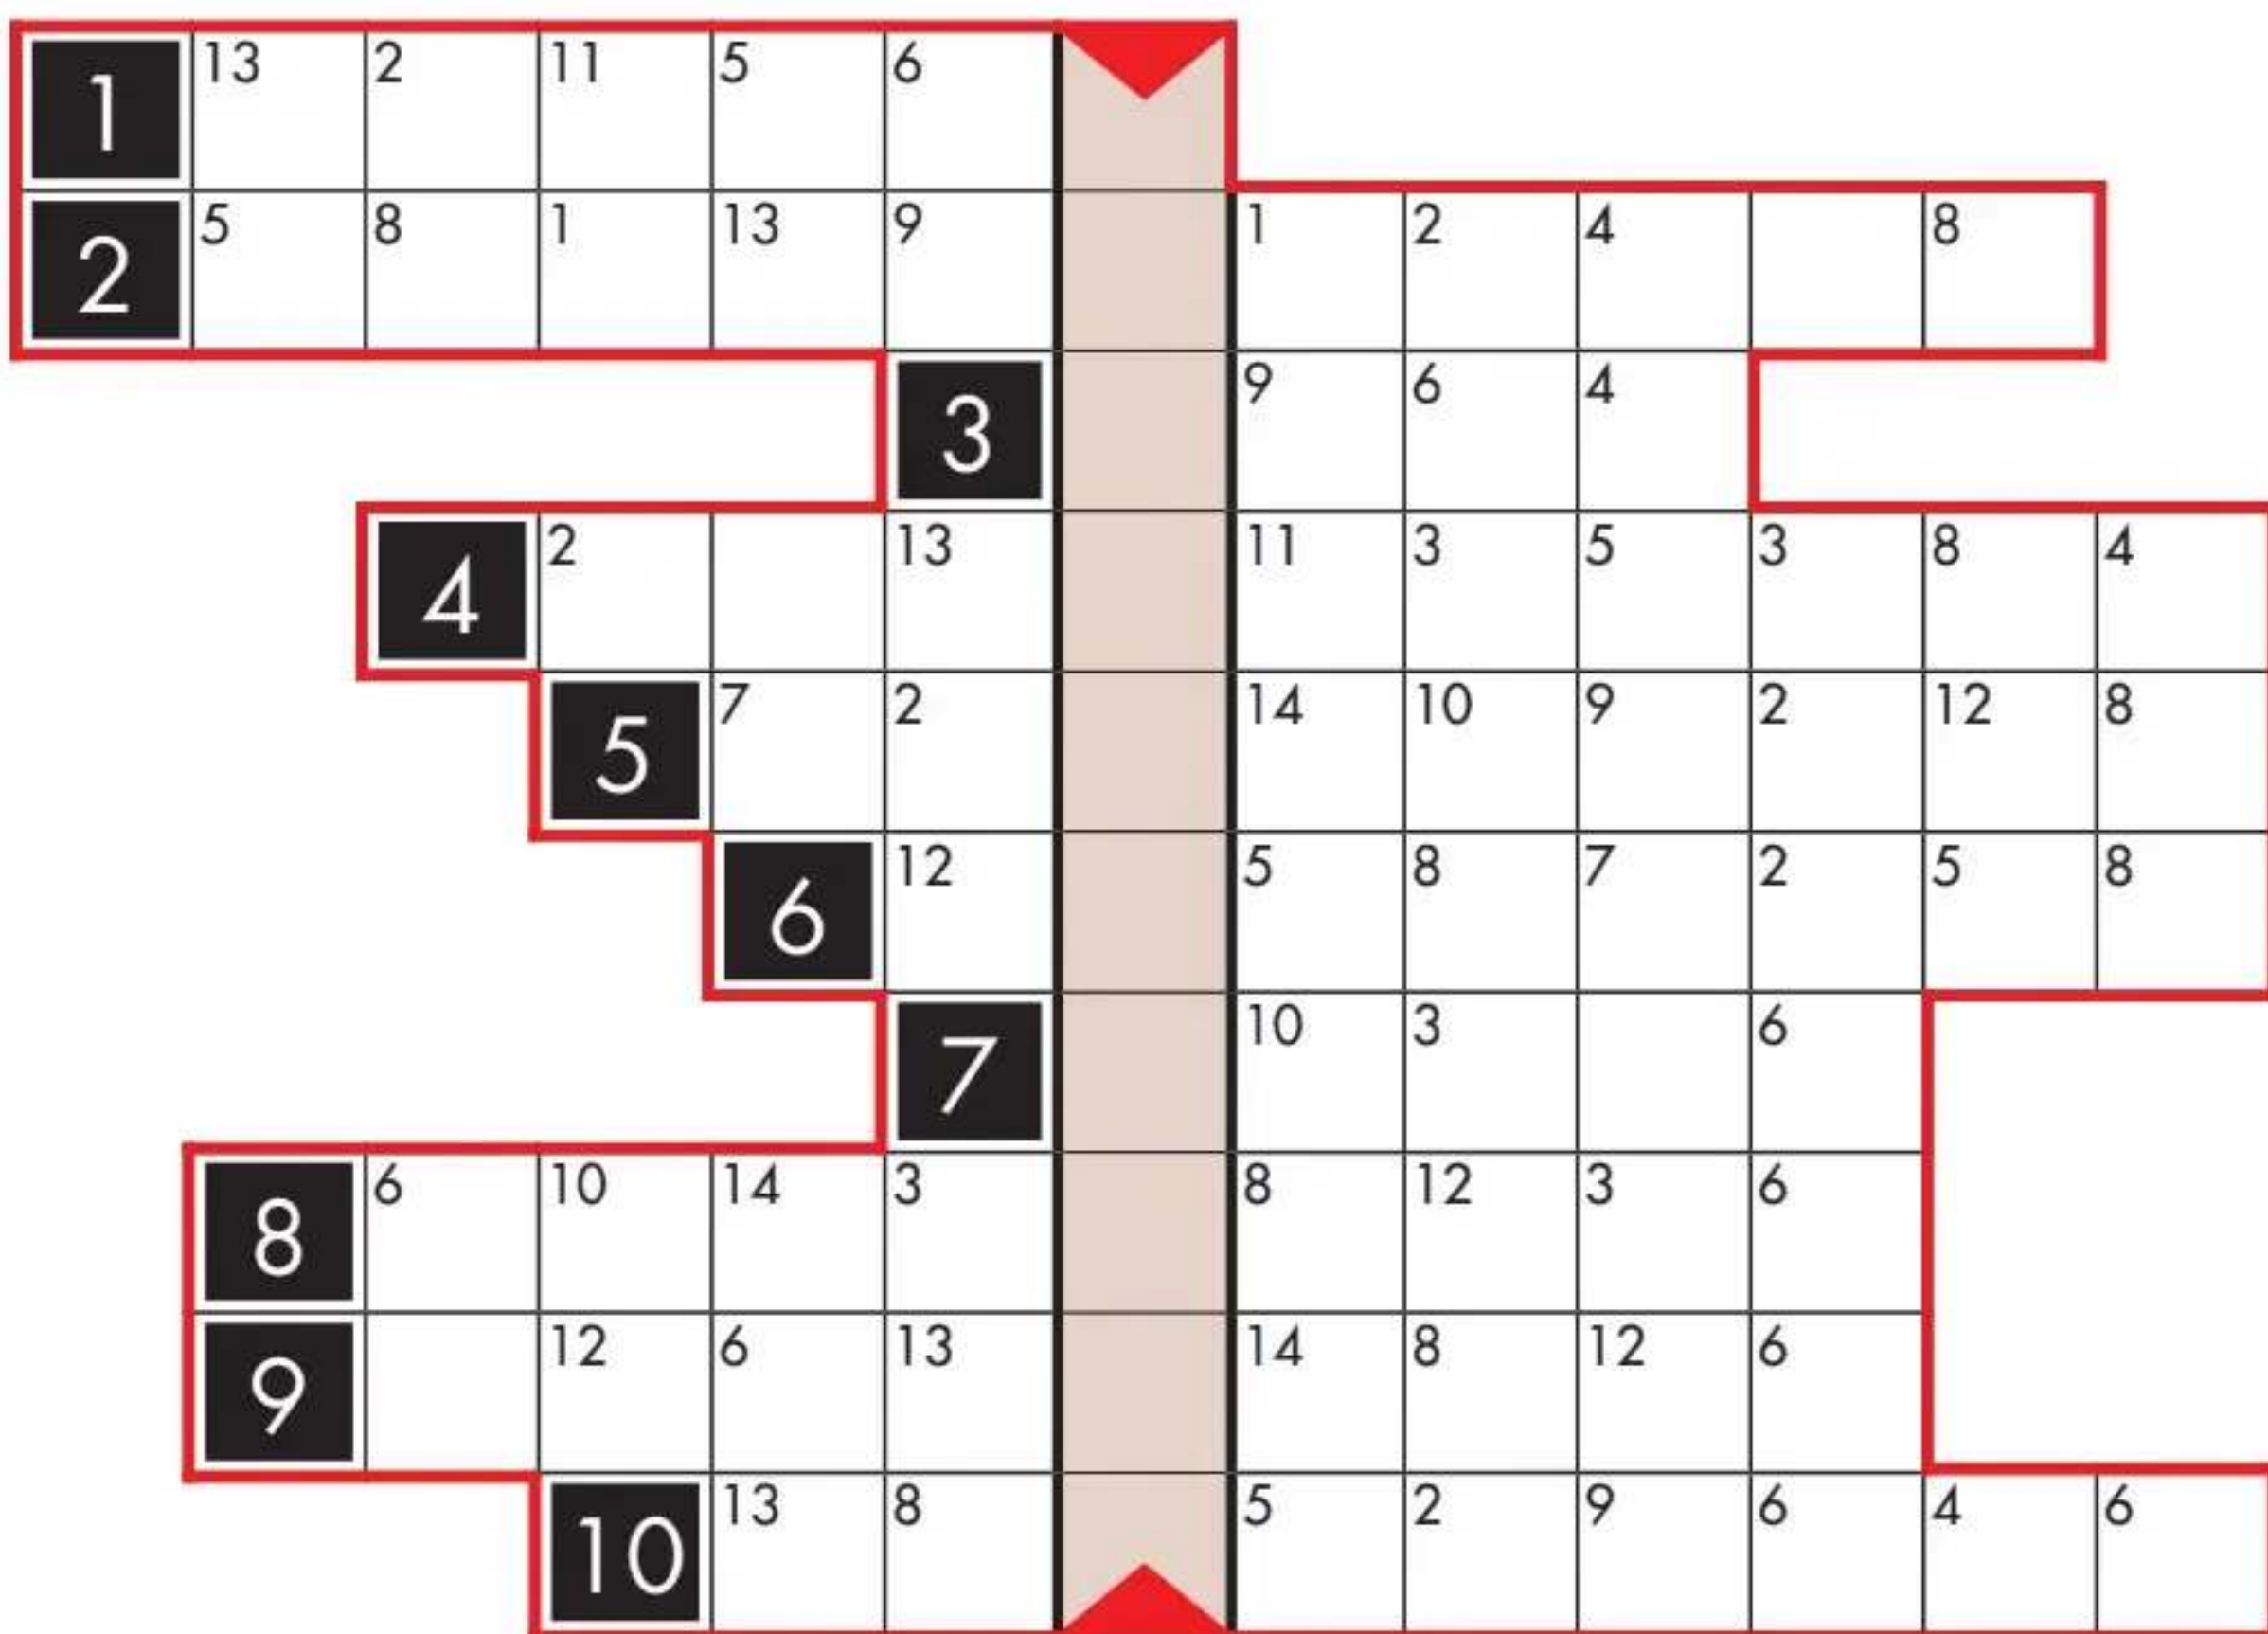 1 13 2 11 5 6
2 5 8 1 13 9 1 2 4 8
3 9 6 4
4 2 13 11 3 5 3 8 4
5 7 2 14 10 9 2 12 8
6 12 5 8 7 2 5 8
7 10 3 6
8 6 10 14 3 8 12 3 6
9 12 6 13 14 8 12 6
10 13 8 5 2 9 6 4 6